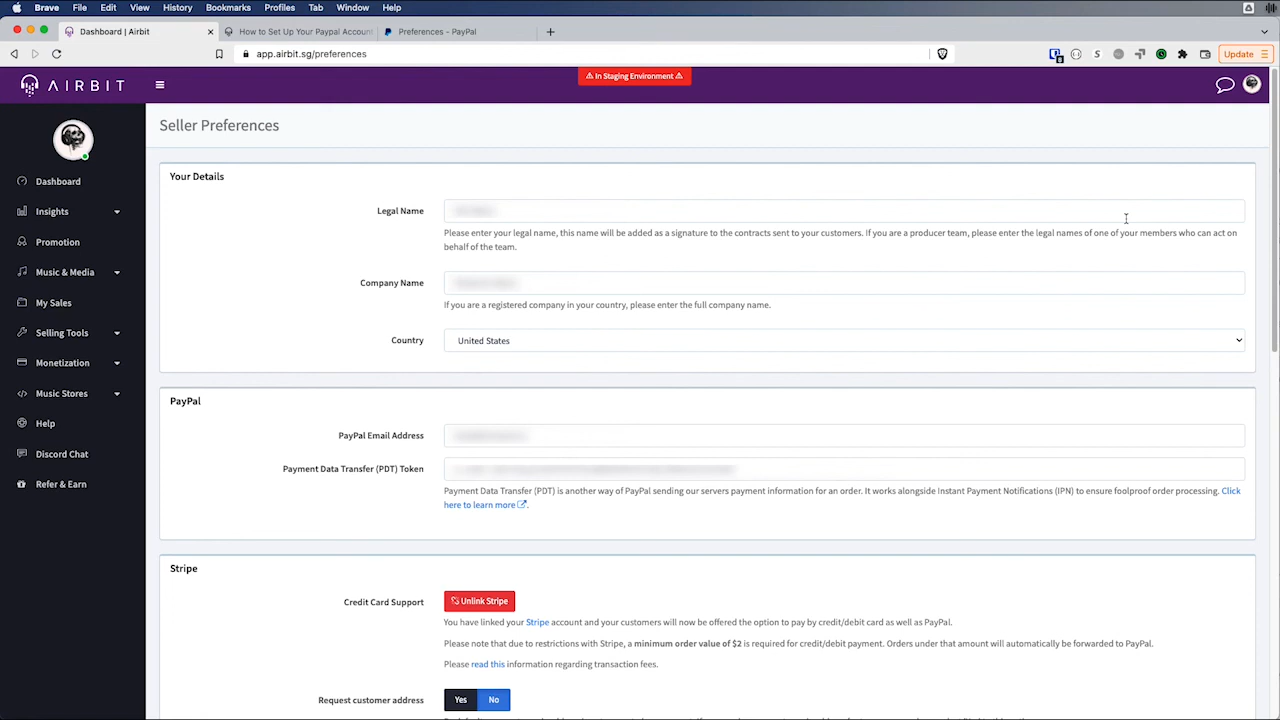 Brave File Edit View History Bookmarks Profiles Tab Window Help
Dashboard | Airbit
How to Set Up Your Paypal Account
Preferences - PayPal
app.airbit.sg/preferences
Update
AIRBIT
In Staging Environment
Dashboard
Insights
Promotion
Music & Media
My Sales
Selling Tools
Monetization
Music Stores
Help
Discord Chat
Refer & Earn
Seller Preferences
Your Details
Legal Name
Please enter your legal name, this name will be added as a signature to the contracts sent to your customers. If you are a producer team, please enter the legal names of one of your members who can act on
behalf of the team.
Company Name
If you are a registered company in your country, please enter the full company name.
Country
United States
PayPal
PayPal Email Address
Payment Data Transfer (PDT) Token
Payment Data Transfer (PDT) is another way of PayPal sending our servers payment information for an order. It works alongside Instant Payment Notifications (IPN) to ensure foolproof order processing. Click
here to learn more.
Stripe
Credit Card Support
Unlink Stripe
You have linked your Stripe account and your customers will now be offered the option to pay by credit/debit card as well as PayPal.
Please note that due to restrictions with Stripe, a minimum order value of $2 is required for credit/debit payment. Orders under that amount will automatically be forwarded to PayPal.
Please read this information regarding transaction fees.
Request customer address
Yes No